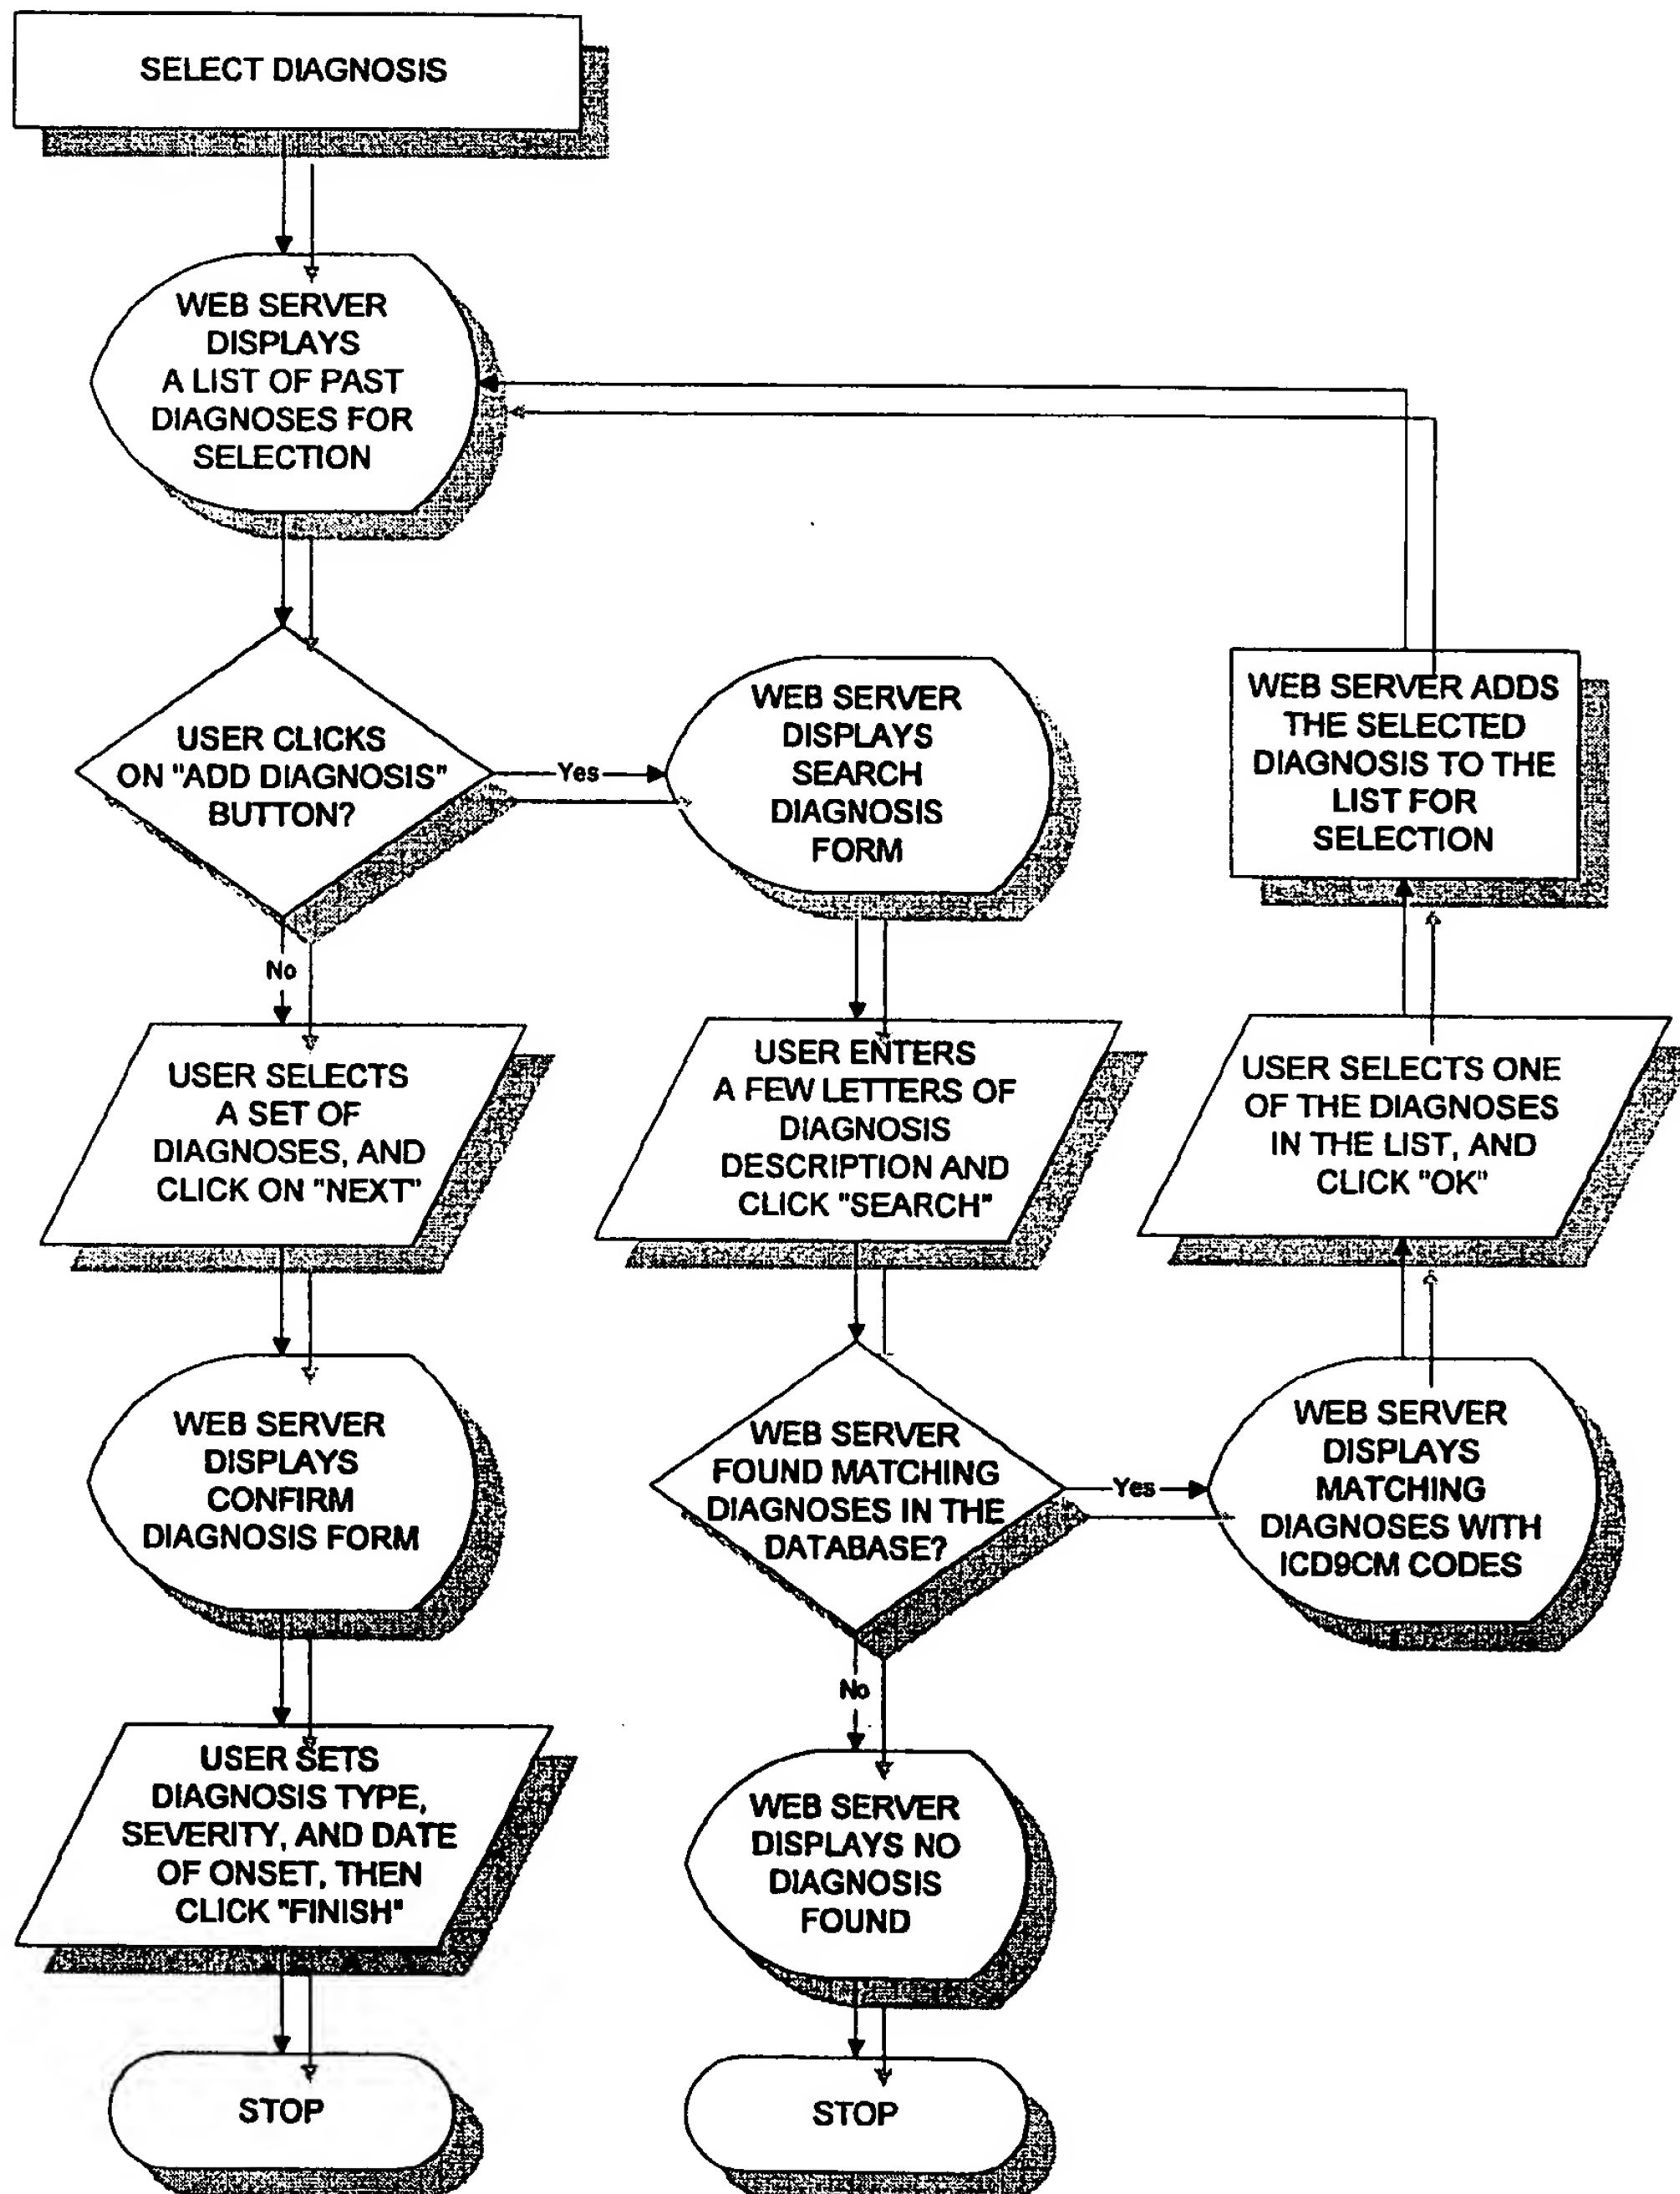 SELECT DIAGNOSIS
WEB SERVER
DISPLAYS
A LIST OF PAST
DIAGNOSES FOR
SELECTION
USER CLICKS
ON "ADD DIAGNOSIS"
BUTTON?
Yes
WEB SERVER
DISPLAYS
SEARCH
DIAGNOSIS
FORM
WEB SERVER ADDS
THE SELECTED
DIAGNOSIS TO THE
LIST FOR
SELECTION
No
USER SELECTS
A SET OF
DIAGNOSES, AND
CLICK ON "NEXT"
USER ENTERS
A FEW LETTERS OF
DIAGNOSIS
DESCRIPTION AND
CLICK "SEARCH"
USER SELECTS ONE
OF THE DIAGNOSES
IN THE LIST, AND
CLICK "OK"
WEB SERVER
DISPLAYS
CONFIRM
DIAGNOSIS FORM
WEB SERVER
FOUND MATCHING
DIAGNOSES IN THE
DATABASE?
Yes
WEB SERVER
DISPLAYS
MATCHING
DIAGNOSES WITH
ICD9CM CODES
No
USER SETS
DIAGNOSIS TYPE,
SEVERITY, AND DATE
OF ONSET, THEN
CLICK "FINISH"
WEB SERVER
DISPLAYS NO
DIAGNOSIS
FOUND
STOP
STOP